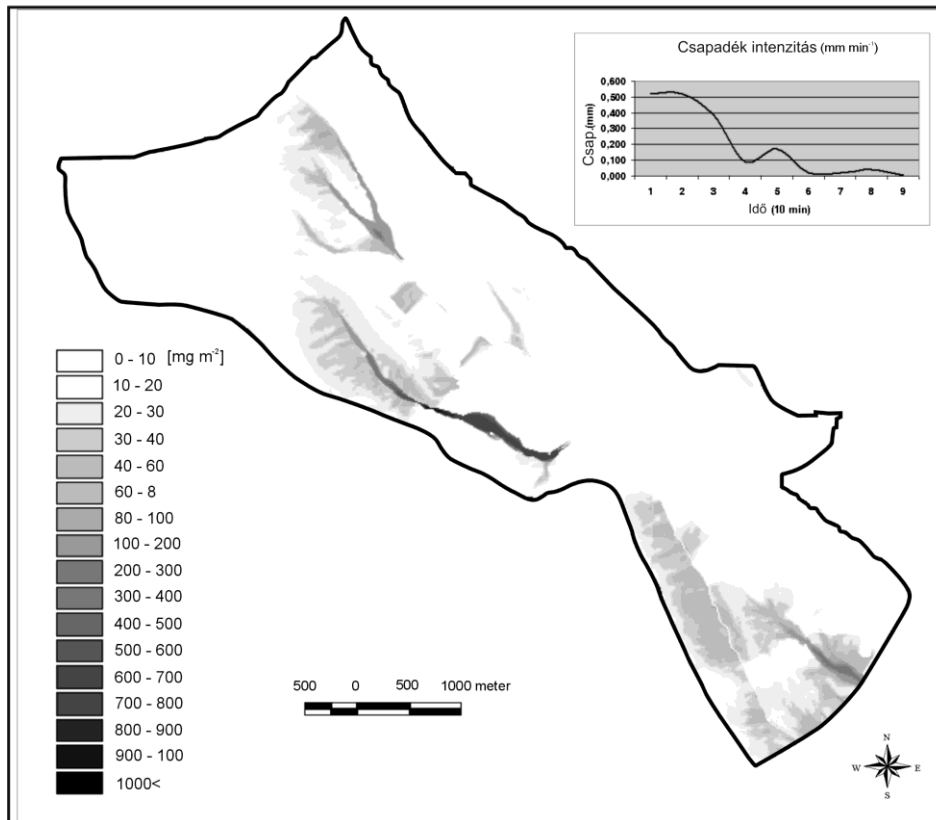 Csapadék intenzitás (mm min⁻¹)
0,600
0,500
0,400
0,300
0,200
0,100
0,000
Csap.(mm)
1 2 3 4 5 6 7 8 9
Idő (10 min)
0 - 10 [mg m⁻²]
10 - 20
20 - 30
30 - 40
40 - 60
60 - 8
80 - 100
100 - 200
200 - 300
300 - 400
400 - 500
500 - 600
600 - 700
700 - 800
800 - 900
900 - 100
1000<
500 0 500 1000 meter
N
W E
S